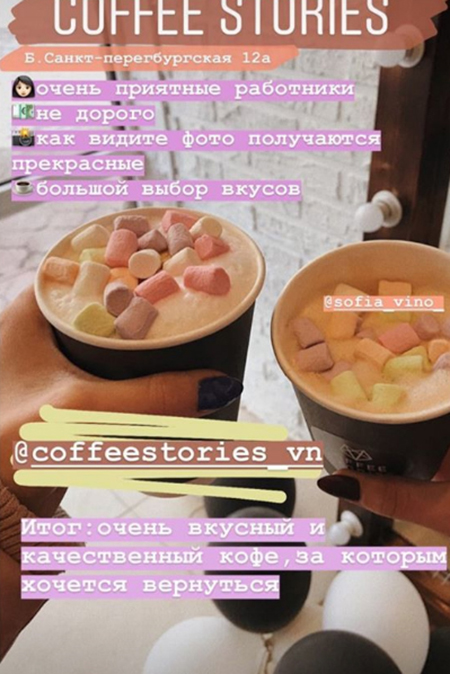 COFFEE STORIES
Б.Санкт-перегбургская 12а
очень приятные работники
не дорого
как видите фото получаются
прекрасные
большой выбор вкусов
@sofia_vino_
@coffeestories_vn
Итог:очень вкусный и
качественный кофе,за которым
хочется вернуться